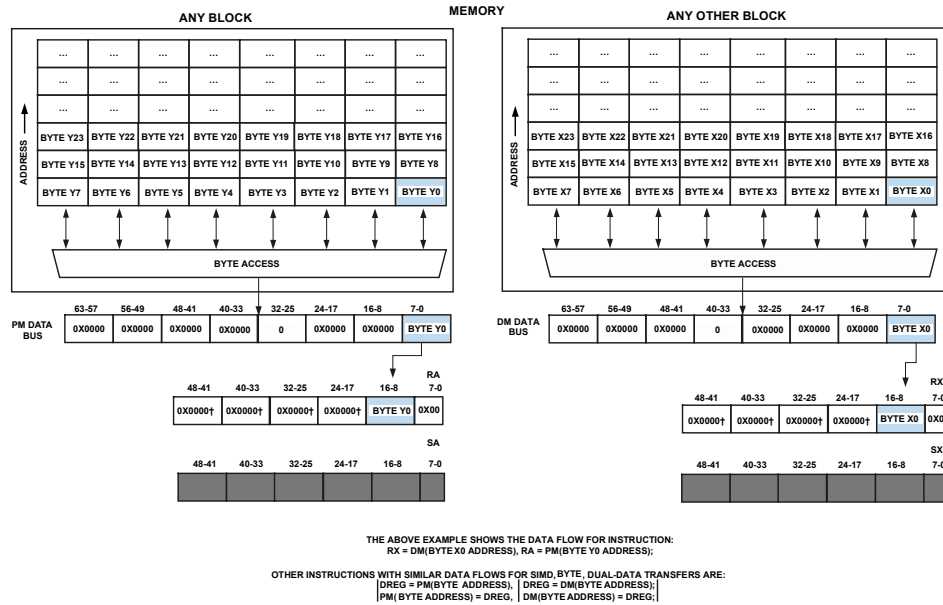 MEMORY
ANY BLOCK
ANY OTHER BLOCK
ADDRESS
... ... ... ... ... ... ... ...
... ... ... ... ... ... ... ...
... ... ... ... ... ... ... ...
BYTE Y23 BYTE Y22 BYTE Y21 BYTE Y20 BYTE Y19 BYTE Y18 BYTE Y17 BYTE Y16
BYTE Y15 BYTE Y14 BYTE Y13 BYTE Y12 BYTE Y11 BYTE Y10 BYTE Y9 BYTE Y8
BYTE Y7 BYTE Y6 BYTE Y5 BYTE Y4 BYTE Y3 BYTE Y2 BYTE Y1 BYTE Y0
BYTE ACCESS
63-57 56-49 48-41 40-33 32-25 24-17 16-8 7-0
PM DATA BUS
0X0000 0X0000 0X0000 0X0000 0 0X0000 0X0000 BYTE Y0
RA
48-41 40-33 32-25 24-17 16-8 7-0
0X0000† 0X0000† 0X0000† 0X0000† BYTE Y0 0X00
SA
48-41 40-33 32-25 24-17 16-8 7-0
ADDRESS
... ... ... ... ... ... ... ...
... ... ... ... ... ... ... ...
... ... ... ... ... ... ... ...
BYTE X23 BYTE X22 BYTE X21 BYTE X20 BYTE X19 BYTE X18 BYTE X17 BYTE X16
BYTE X15 BYTE X14 BYTE X13 BYTE X12 BYTE X11 BYTE X10 BYTE X9 BYTE X8
BYTE X7 BYTE X6 BYTE X5 BYTE X4 BYTE X3 BYTE X2 BYTE X1 BYTE X0
BYTE ACCESS
63-57 56-49 48-41 40-33 32-25 24-17 16-8 7-0
DM DATA BUS
0X0000 0X0000 0X0000 0 0X0000 0X0000 0X0000 BYTE X0
RX
48-41 40-33 32-25 24-17 16-8
0X0000† 0X0000† 0X0000† 0X0000† BYTE X0
SX
48-41 40-33 32-25 24-17 16-8
THE ABOVE EXAMPLE SHOWS THE DATA FLOW FOR INSTRUCTION:
RX = DM(BYTE X0 ADDRESS), RA = PM(BYTE Y0 ADDRESS);
OTHER INSTRUCTIONS WITH SIMILAR DATA FLOWS FOR SIMD, BYTE, DUAL-DATA TRANSFERS ARE:
|DREG = PM(BYTE ADDRESS), | DREG = DM(BYTE ADDRESS);|
|PM(BYTE ADDRESS) = DREG, | DM(BYTE ADDRESS) = DREG;|